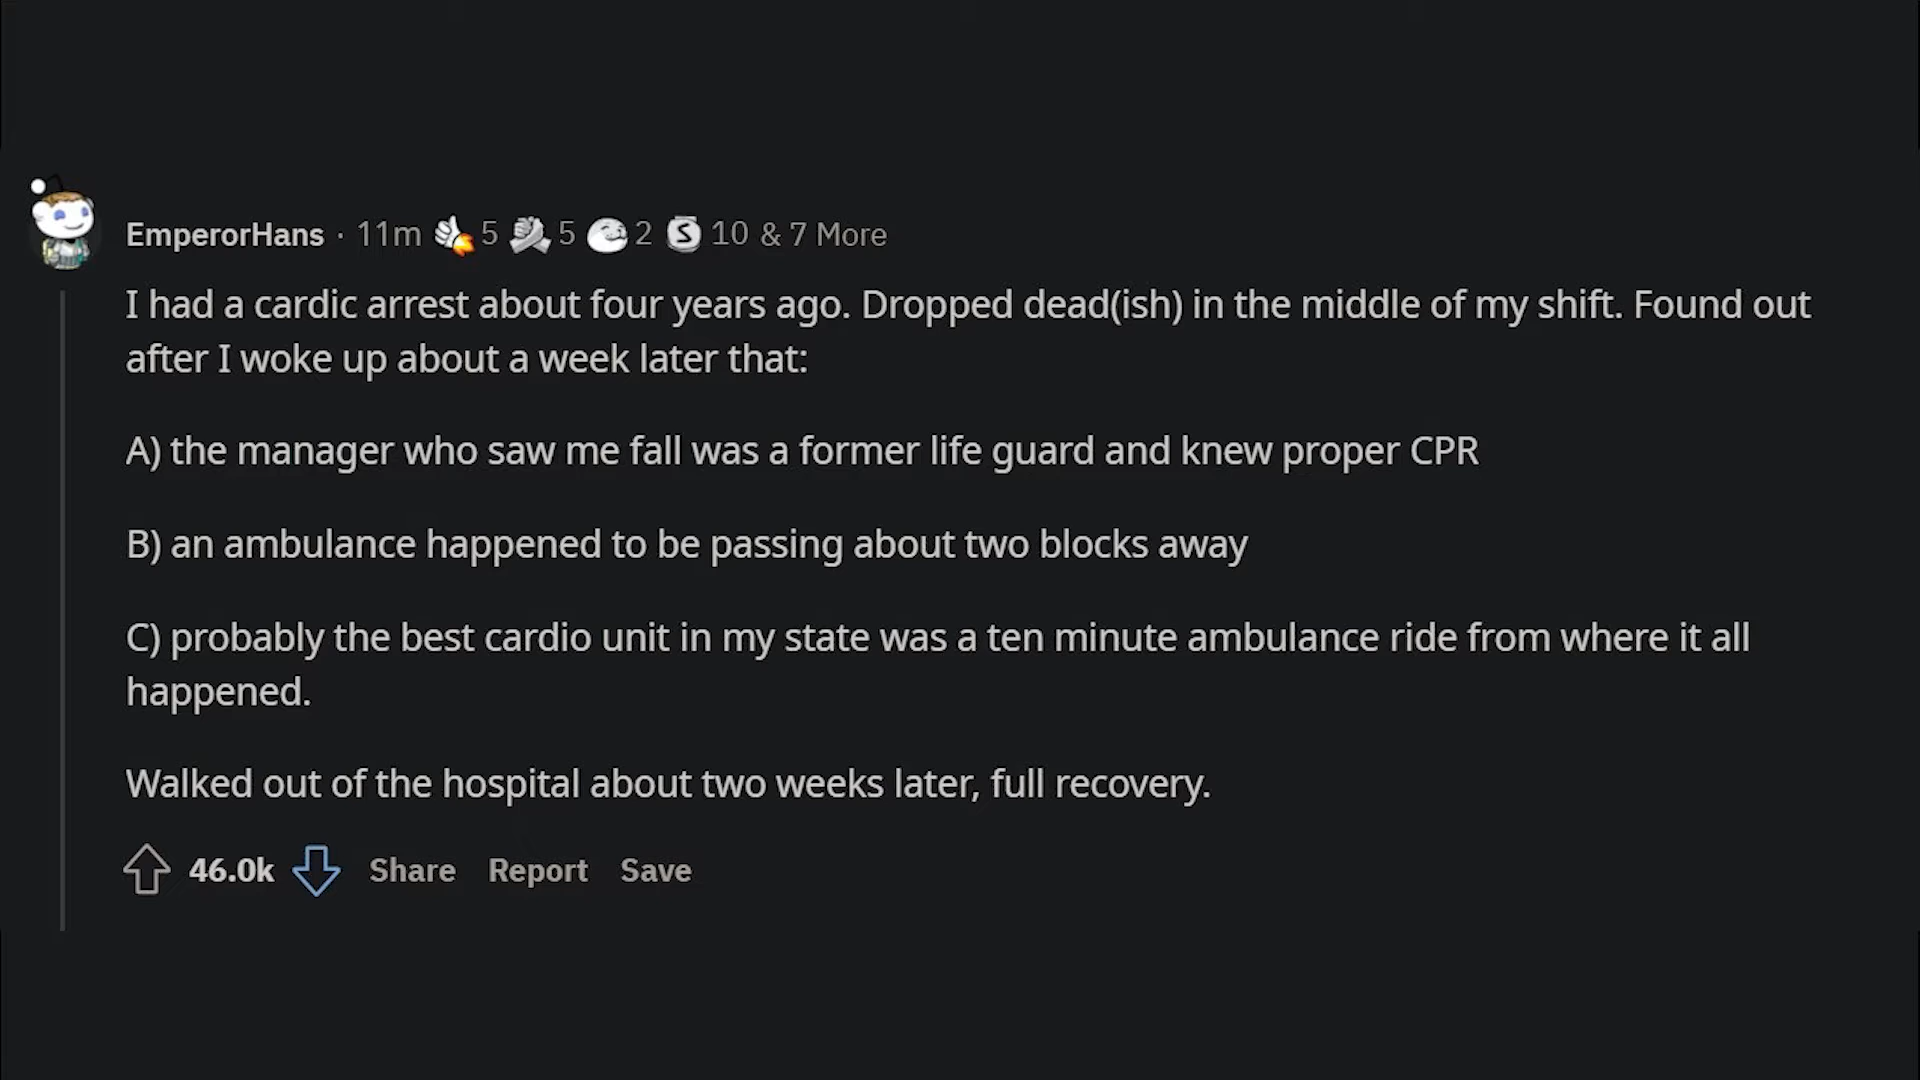 EmperorHans · 11m 5 5 2 S 10 & 7 More
I had a cardic arrest about four years ago. Dropped dead(ish) in the middle of my shift. Found out
after I woke up about a week later that:
A) the manager who saw me fall was a former life guard and knew proper CPR
B) an ambulance happened to be passing about two blocks away
C) probably the best cardio unit in my state was a ten minute ambulance ride from where it all
happened.
Walked out of the hospital about two weeks later, full recovery.
46.0k Share Report Save